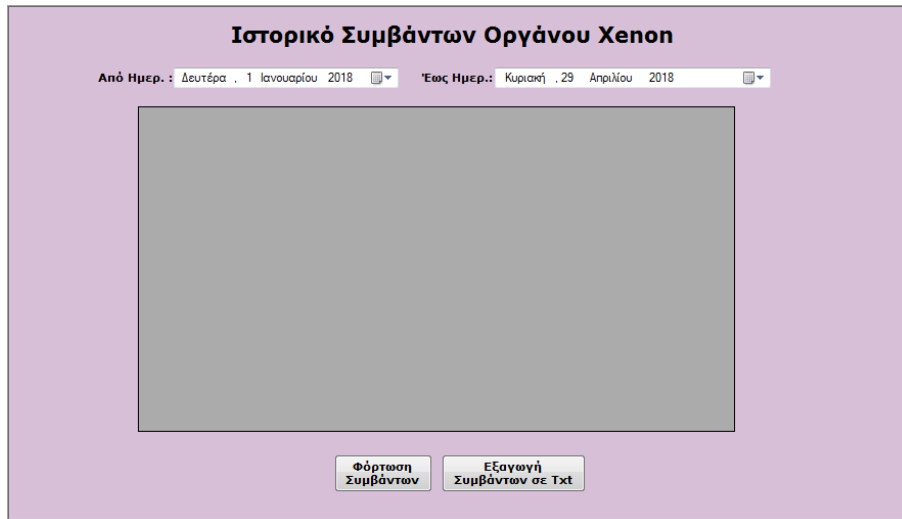 Ιστορικό Συμβάντων Οργάνου Xenon
Από Ημερ. : Δευτέρα , 1 Ιανουαρίου 2018 Έως Ημερ.: Κυριακή , 29 Απριλίου 2018
Φόρτωση
Συμβάντων
Εξαγωγή
Συμβάντων σε Txt